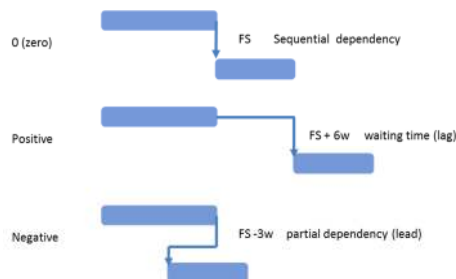 0 (zero)
FS Sequential dependency
Positive
FS + 6w waiting time (lag)
Negative
FS -3w partial dependency (lead)